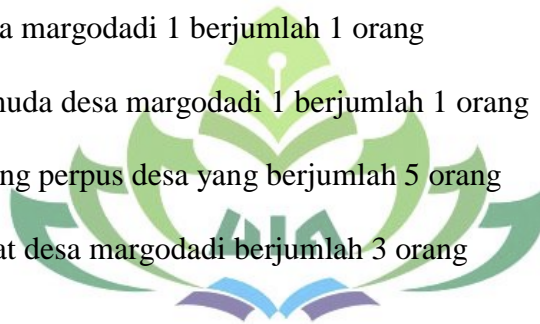 a margodadi 1 berjumlah 1 orang
uda desa margodadi 1 berjumlah 1 orang
ng perpus desa yang berjumlah 5 orang
at desa margodadi berjumlah 3 orang